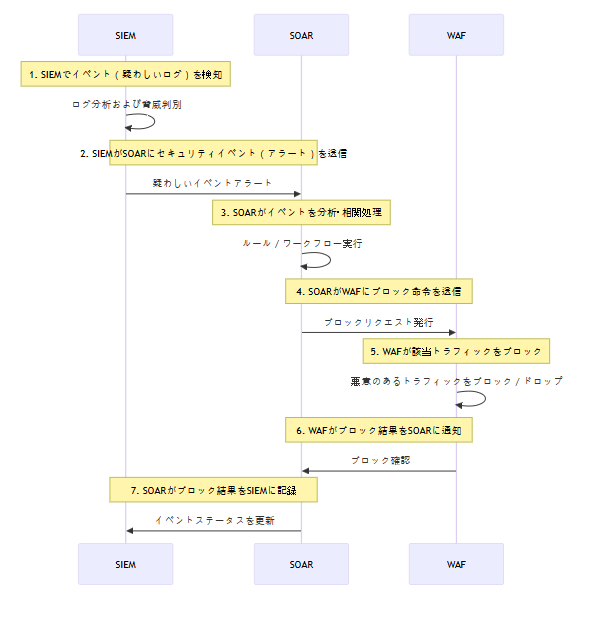 SIEM
SOAR
WAF
1. SIEMでイベント（疑わしいログ）を検知
ログ分析および脅威判別
2. SIEMがSOARにセキュリティイベント（アラート）を送信
疑わしいイベントアラート
3. SOARがイベントを分析・相関処理
ルール / ワークフロー実行
4. SOARがWAFにブロック命令を送信
ブロックリクエスト発行
5. WAFが該当トラフィックをブロック
悪意のあるトラフィックをブロック / ドロップ
6. WAFがブロック結果をSOARに通知
ブロック確認
7. SOARがブロック結果をSIEMに記録
イベントステータスを更新
SIEM
SOAR
WAF